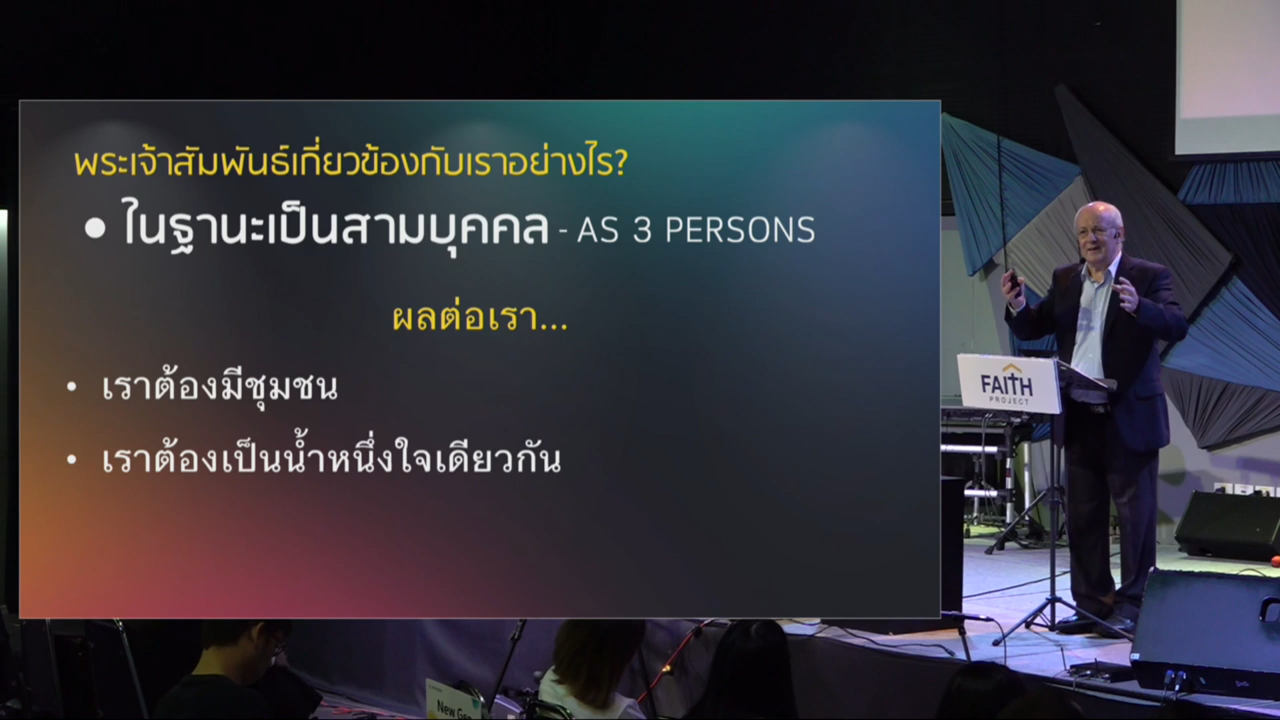 พระเจ้าสัมพันธ์เกี่ยวข้องกับเราอย่างไร?
● ในฐานะเป็นสามบุคคล - AS 3 PERSONS
ผลต่อเรา...
• เราต้องมีชุมชน
• เราต้องเป็นน้ำหนึ่งใจเดียวกัน
FAITH
PROJECT
New